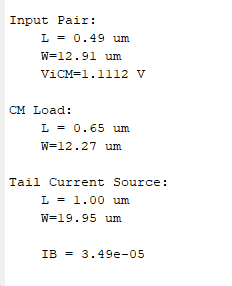 Input Pair:
L = 0.49 um
W=12.91 um
ViCM=1.1112 V
CM Load:
L = 0.65 um
W=12.27 um
Tail Current Source:
L = 1.00 um
W=19.95 um
IB = 3.49e-05